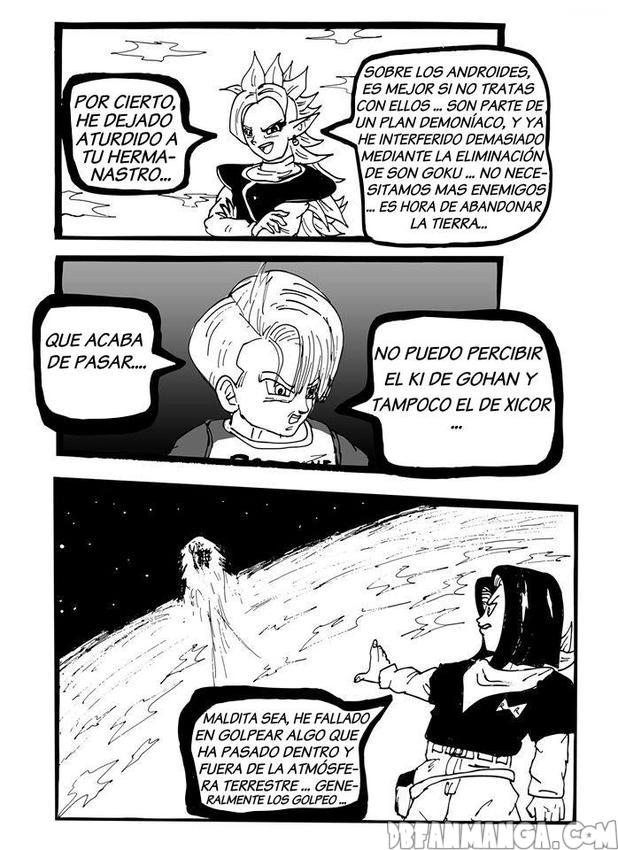 POR CIERTO,
HE DEJADO
ATURDIDO A
TU HERMA-
NASTRO...
SOBRE LOS ANDROIDES,
ES MEJOR SI NO TRATAS
CON ELLOS ... SON PARTE DE
UN PLAN DEMONÍACO, Y YA
HE INTERFERIDO DEMASIADO
MEDIANTE LA ELIMINACIÓN
DE SON GOKU ... NO NECE-
SITAMOS MAS ENEMIGOS
... ES HORA DE ABANDONAR
LA TIERRA...
QUE ACABA
DE PASAR....
NO PUEDO PERCIBIR
EL KI DE GOHAN Y
TAMPOCO EL DE XICOR
...
MALDITA SEA, HE FALLADO
EN GOLPEAR ALGO QUE
HA PASADO DENTRO Y
FUERA DE LA ATMÓSFE-
RA TERRESTRE ... GENE-
RALMENTE LOS GOLPEO ...
DBFANMANGA.COM